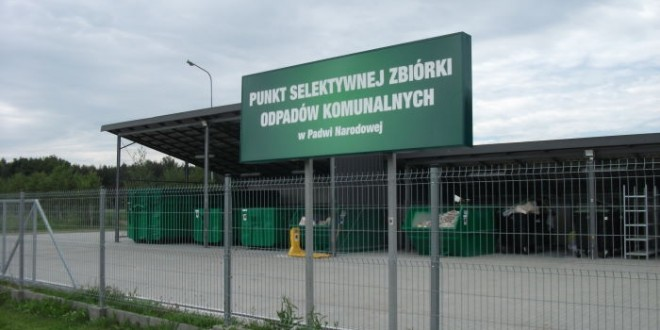 PUNKT SELEKTYWNEJ ZBIÓRKI
ODPADÓW KOMUNALNYCH
w Padwi Narodowej